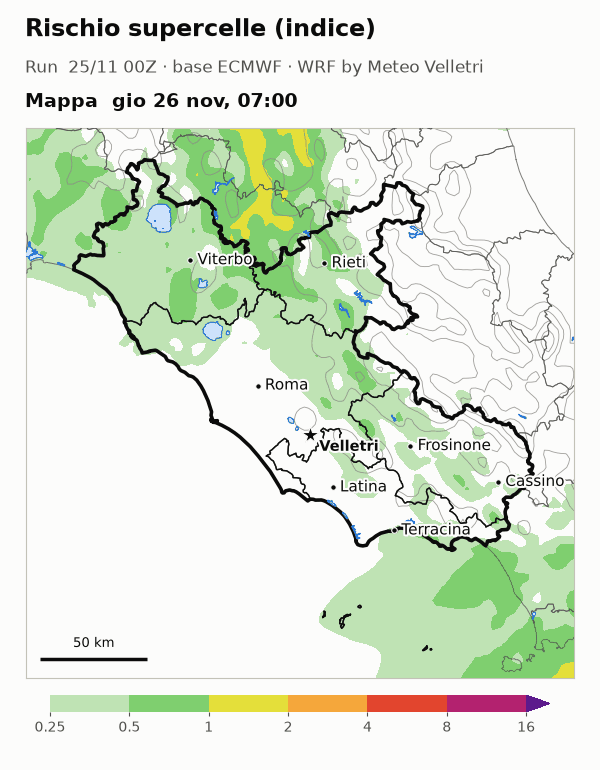 Rischio supercelle (indice)
Run  25/11 00Z · base ECMWF · WRF by Meteo Velletri
Mappa  gio 26 nov, 07:00
Viterbo
Rieti
Roma
Velletri
Frosinone
Cassino
Latina
Terracina
50 km
0.25 0.5 1 2 4 8 16